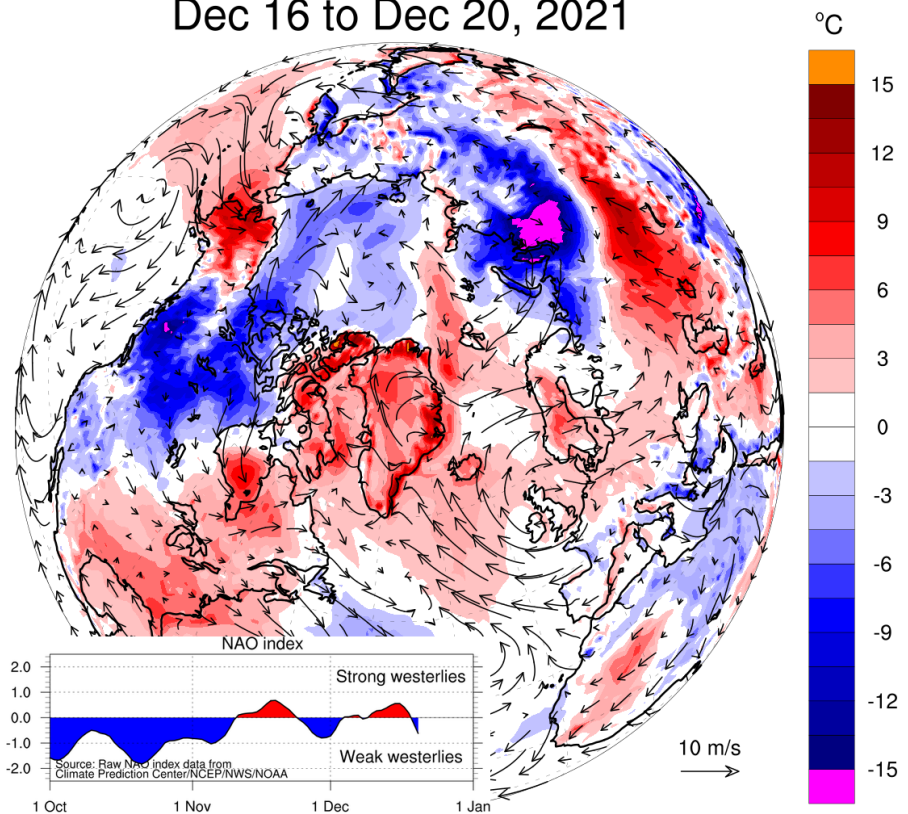 Dec 16 to Dec 20, 2021
oC
15
12
9
6
3
0
-3
-6
-9
-12
-15
10 m/s
NAO index
2.0
1.0
0.0
-1.0
-2.0
Strong westerlies
Weak westerlies
Source: Raw NAO index data from
Climate Prediction Center/NCEP/NWS/NOAA
1 Oct
1 Nov
1 Dec
1 Jan